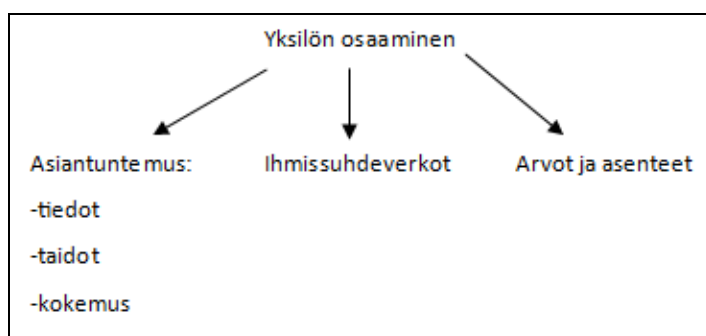 Yksilön osaaminen
Asiantuntemus: Ihmissuhdeverkot Arvot ja asenteet
-tiedot
-taidot
-kokemus